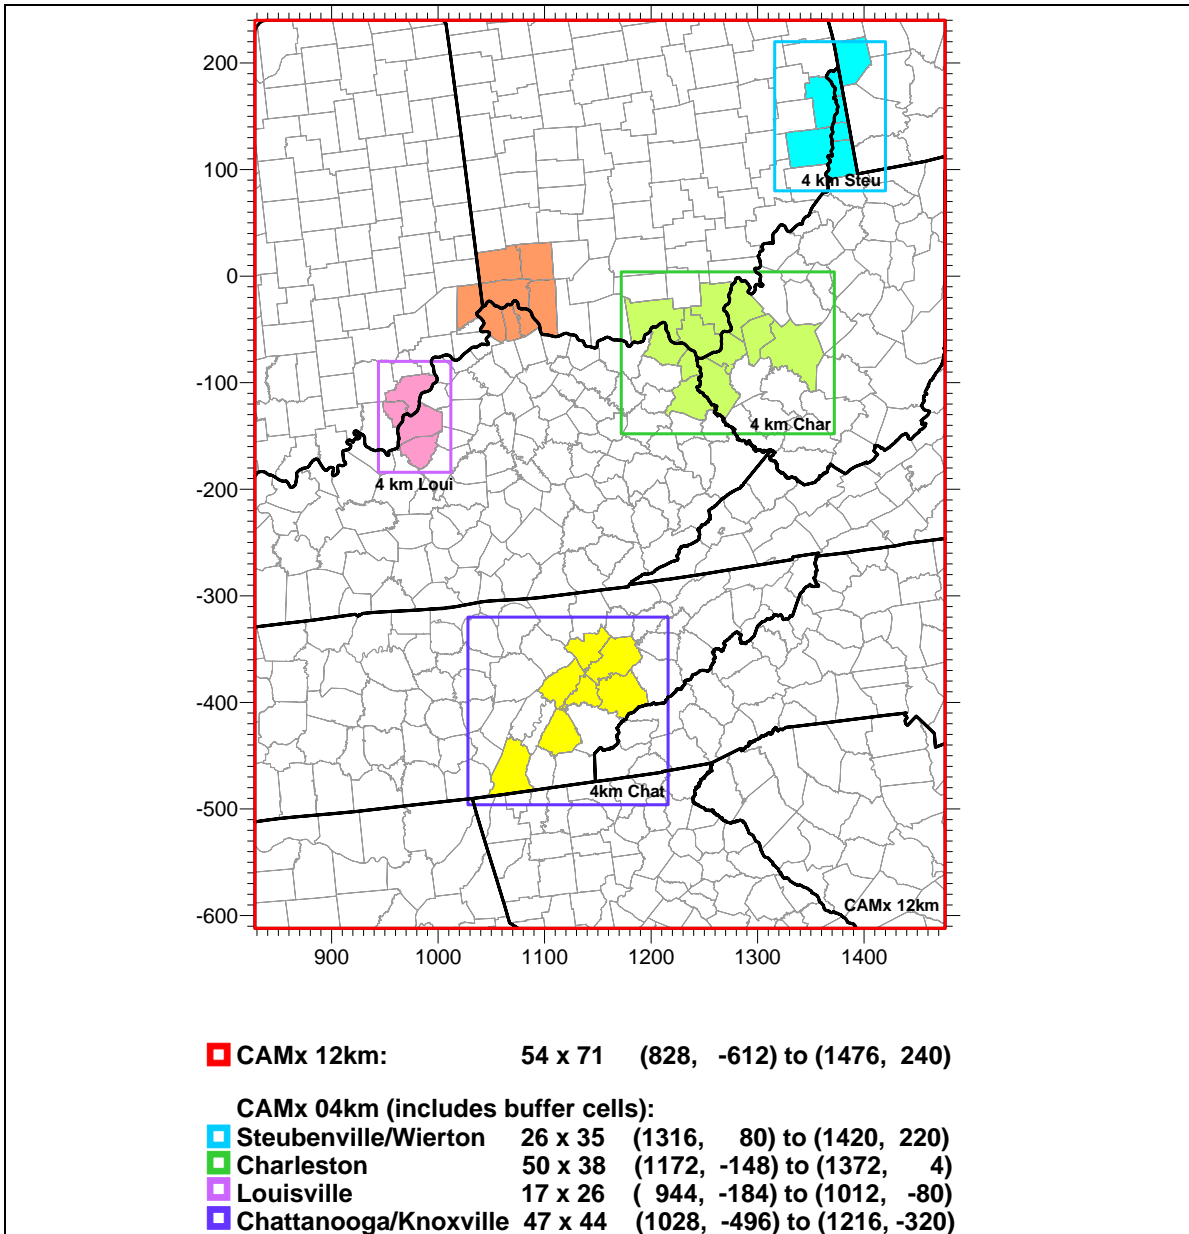 200
100
0
-100
-200
-300
-400
-500
-600
4 km Steu
4 km Char
4 km Loui
4km Chat
CAMx 12km
900 1000 1100 1200 1300 1400
CAMx 12km: 54 x 71 (828, -612) to (1476, 240)
CAMx 04km (includes buffer cells):
Steubenville/Wierton 26 x 35 (1316, 80) to (1420, 220)
Charleston 50 x 38 (1172, -148) to (1372, 4)
Louisville 17 x 26 ( 944, -184) to (1012, -80)
Chattanooga/Knoxville 47 x 44 (1028, -496) to (1216, -320)